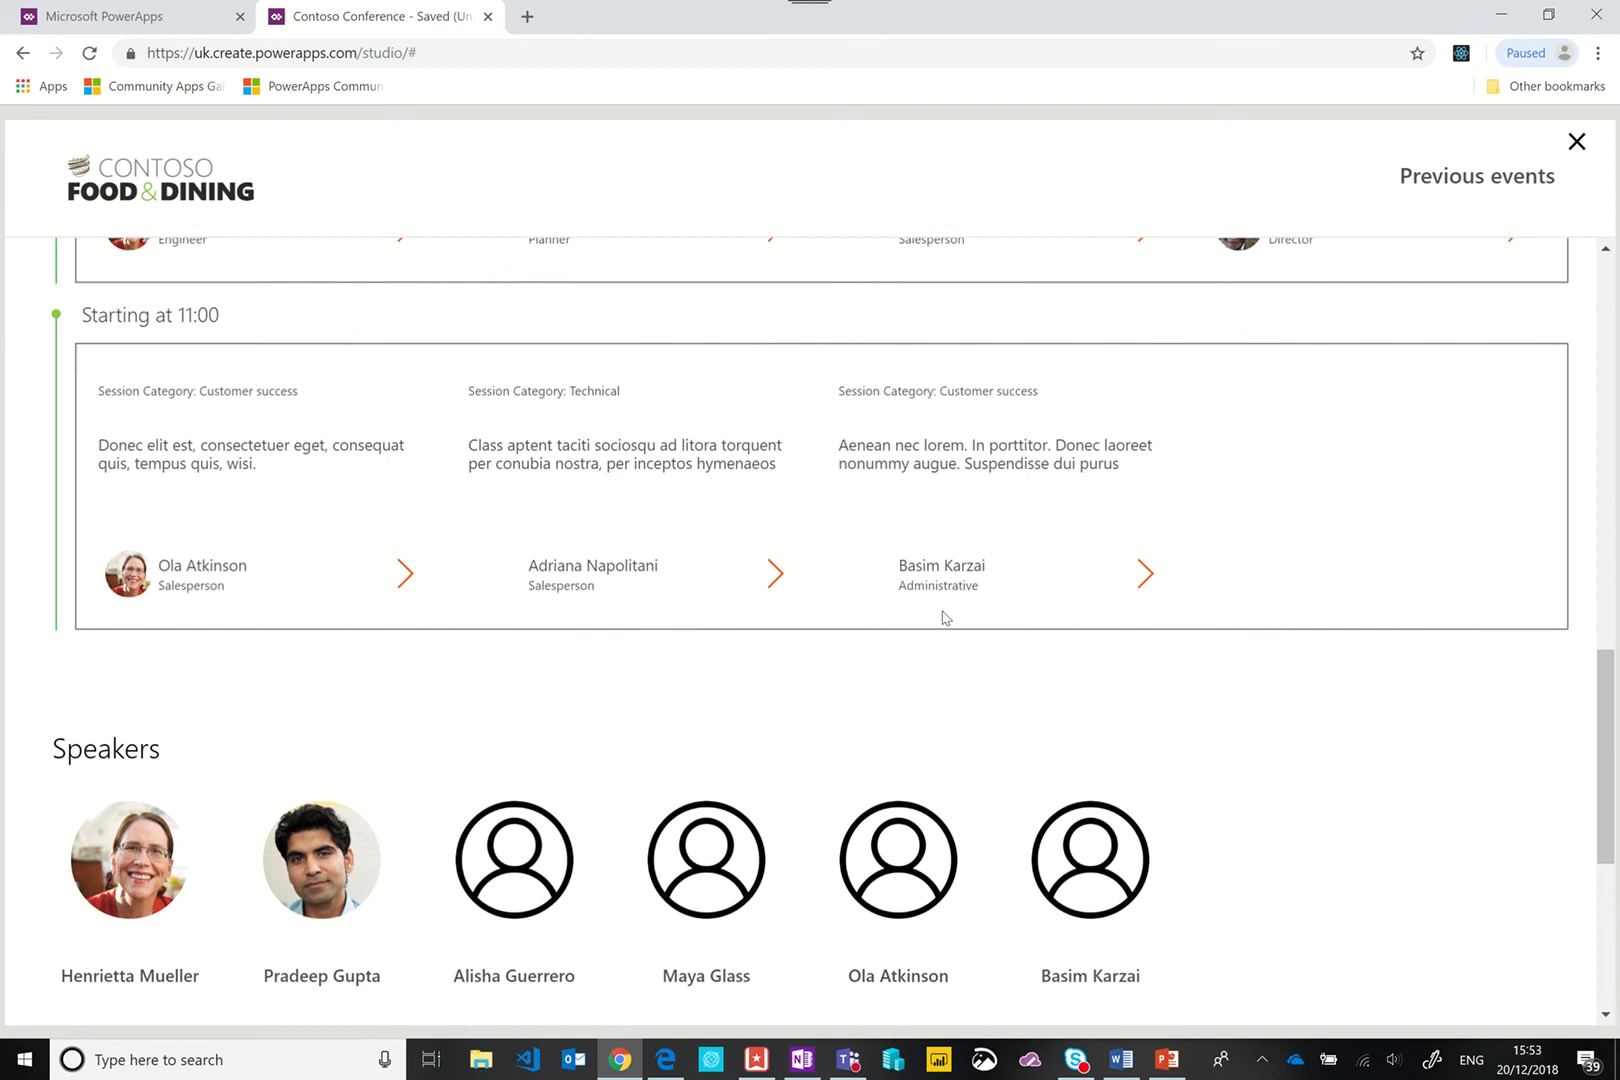 Microsoft PowerApps
Contoso Conference - Saved (Un
https://uk.create.powerapps.com/studio/#
Paused
Apps
Community Apps Gal
PowerApps Commun
Other bookmarks
CONTOSO
FOOD & DINING
Previous events
Engineer
Planner
Salesperson
Director
Starting at 11:00
Session Category: Customer success
Session Category: Technical
Session Category: Customer success
Donec elit est, consectetuer eget, consequat
quis, tempus quis, wisi.
Class aptent taciti sociosqu ad litora torquent
per conubia nostra, per inceptos hymenaeos
Aenean nec lorem. In porttitor. Donec laoreet
nonummy augue. Suspendisse dui purus
Ola Atkinson
Salesperson
Adriana Napolitani
Salesperson
Basim Karzai
Administrative
Speakers
Henrietta Mueller
Pradeep Gupta
Alisha Guerrero
Maya Glass
Ola Atkinson
Basim Karzai
Type here to search
ENG
15:53
20/12/2018
39